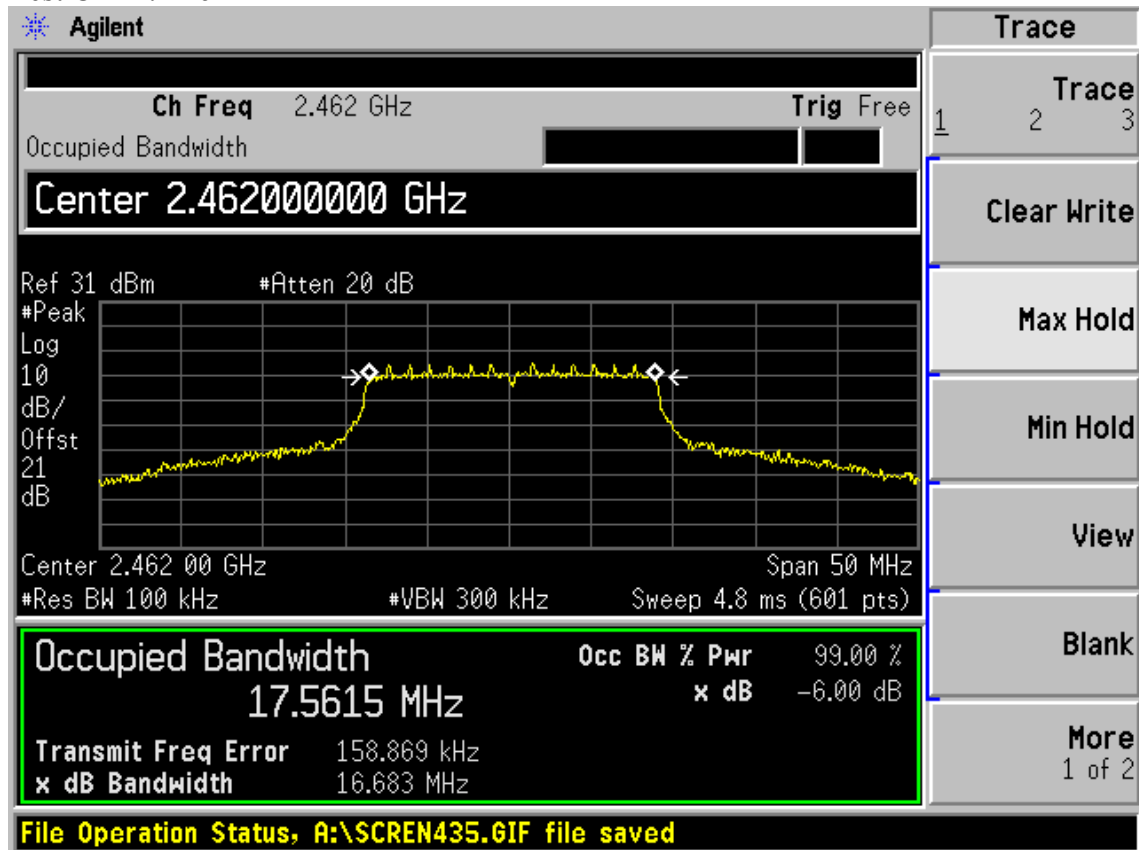 Agilent
Trace
Ch Freq 2.462 GHz Trig Free
Occupied Bandwidth
Center 2.462000000 GHz
Trace
1 2 3
Clear Write
Max Hold
Min Hold
View
Blank
More
1 of 2
Ref 31 dBm #Atten 20 dB
#Peak
Log
10
dB/
Offst
21
dB
Center 2.462 00 GHz Span 50 MHz
#Res BW 100 kHz #VBW 300 kHz Sweep 4.8 ms (601 pts)
Occupied Bandwidth Occ BW % Pwr 99.00 %
17.5615 MHz x dB -6.00 dB
Transmit Freq Error 158.869 kHz
x dB Bandwidth 16.683 MHz
File Operation Status, A:\SCREN435.GIF file saved